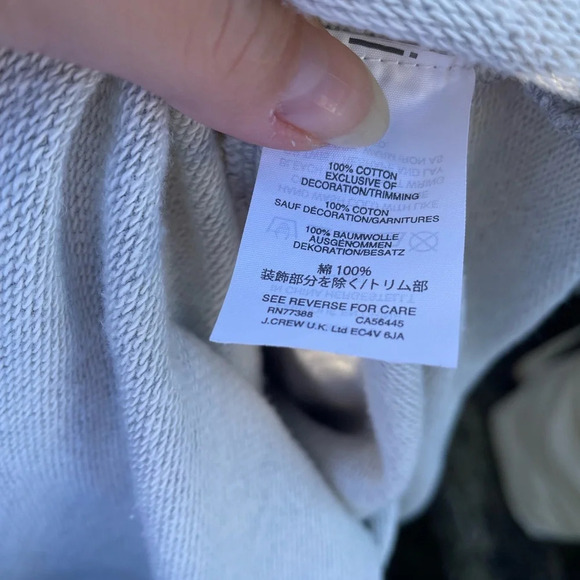 100% COTTON
EXCLUSIVE OF
DECORATION/TRIMMING
100% COTON
SAUF DÉCORATION/GARNITURES
100% BAUMWOLLE
AUSGENOMMEN
DEKORATION/BESATZ
綿 100%
装飾部分を除く/トリム部
SEE REVERSE FOR CARE
RN77388 CA56445
J.CREW U.K. Ltd EC4V 6JA